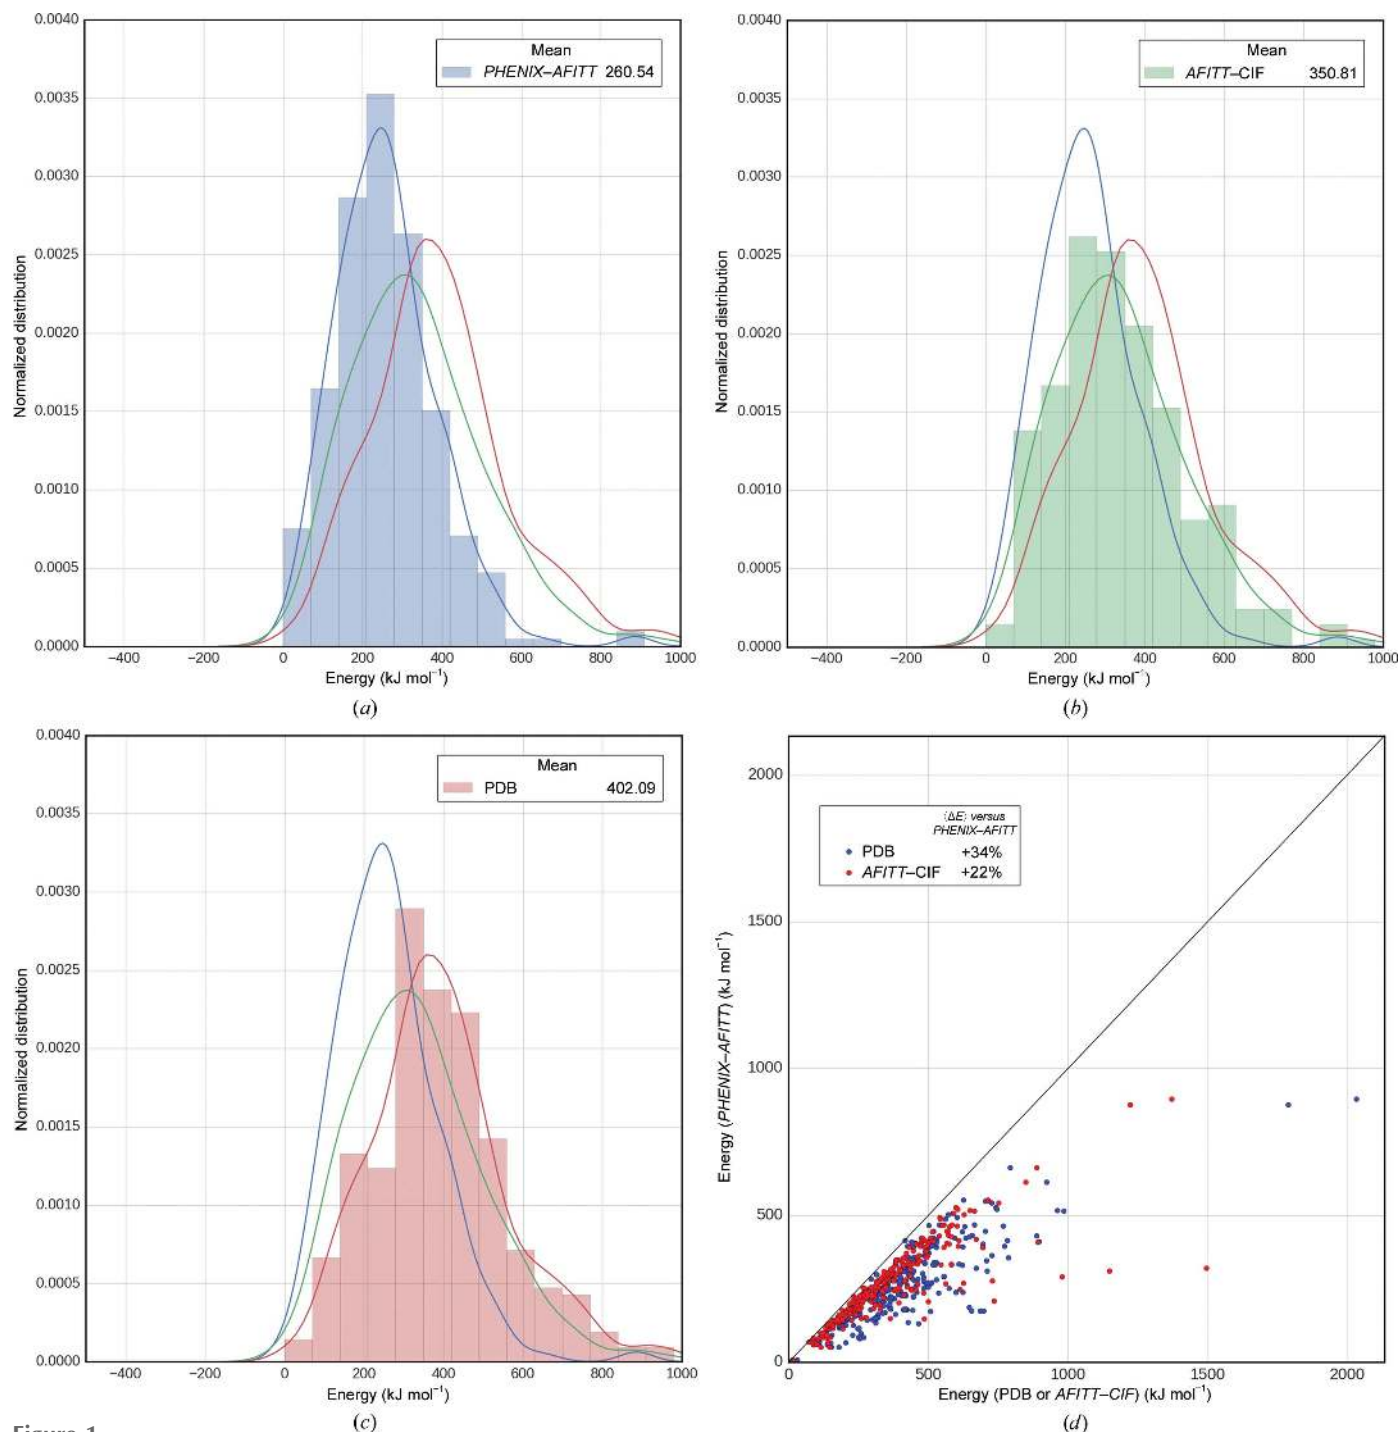 0.0040
0.0035
0.0030
0.0025
0.0020
0.0015
0.0010
0.0005
0.0000
Normalized distribution
Mean
PHENIX–AFITT 260.54
−400 −200 0 200 400 600 800 1000
Energy (kJ mol⁻¹)
(a)
0.0040
0.0035
0.0030
0.0025
0.0020
0.0015
0.0010
0.0005
0.0000
Normalized distribution
Mean
AFITT–CIF 350.81
−400 −200 0 200 400 600 800 1000
Energy (kJ mol⁻¹)
(b)
0.0040
0.0035
0.0030
0.0025
0.0020
0.0015
0.0010
0.0005
0.0000
Normalized distribution
Mean
PDB 402.09
−400 −200 0 200 400 600 800 1000
Energy (kJ mol⁻¹)
(c)
2000
1500
1000
500
0
Energy (PHENIX–AFITT) (kJ mol⁻¹)
⟨ΔE⟩ versus
PHENIX–AFITT
PDB +34%
AFITT–CIF +22%
0 500 1000 1500 2000
Energy (PDB or AFITT–CIF) (kJ mol⁻¹)
(d)
Figure 1